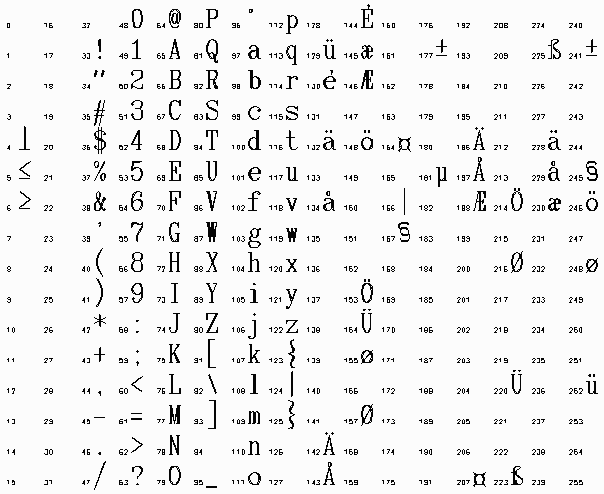 0 16 32 48 0 64 @ 80 P 96 ` 112 p 128 144 É 160 176 192 208 224 240
1 17 33 ! 49 1 65 A 81 Q 97 a 113 q 129 ü 145 æ 161 177 ± 193 209 225 ß 241 ±
2 18 34 " 50 2 66 B 82 R 98 b 114 r 130 é 146 Æ 162 178 194 210 226 242
3 19 35 # 51 3 67 C 83 S 99 c 115 s 131 147 163 179 195 211 227 243
4 ⊥ 20 36 $ 52 4 68 D 84 T 100 d 116 t 132 ä 148 ö 164 ¤ 180 196 Ä 212 228 ä 244
5 ≤ 21 37 % 53 5 69 E 85 U 101 e 117 u 133 149 165 181 µ 197 Å 213 229 å 245 §
6 ≥ 22 38 & 54 6 70 F 86 V 102 f 118 v 134 å 150 166 | 182 198 Æ 214 Ö 230 æ 246 ö
7 23 39 ' 55 7 71 G 87 W 103 g 119 w 135 151 167 § 183 199 215 231 247
8 24 40 ( 56 8 72 H 88 X 104 h 120 x 136 152 168 184 200 216 Ø 232 248 ø
9 25 41 ) 57 9 73 I 89 Y 105 i 121 y 137 153 Ö 169 185 201 217 233 249
10 26 42 * 58 : 74 J 90 Z 106 j 122 z 138 154 Ü 170 186 202 218 234 250
11 27 43 + 59 ; 75 K 91 [ 107 k 123 { 139 155 ø 171 187 203 219 235 251
12 28 44 , 60 < 76 L 92 \ 108 l 124 | 140 156 172 188 204 220 Ü 236 252 ü
13 29 45 - 61 = 77 M 93 ] 109 m 125 } 141 157 Ø 173 189 205 221 237 253
14 30 46 . 62 > 78 N 94 110 n 126 142 Ä 158 174 190 206 222 238 254
15 31 47 / 63 ? 79 O 95 _ 111 o 127 143 Å 159 175 191 207 ¤ 223 ß 239 255